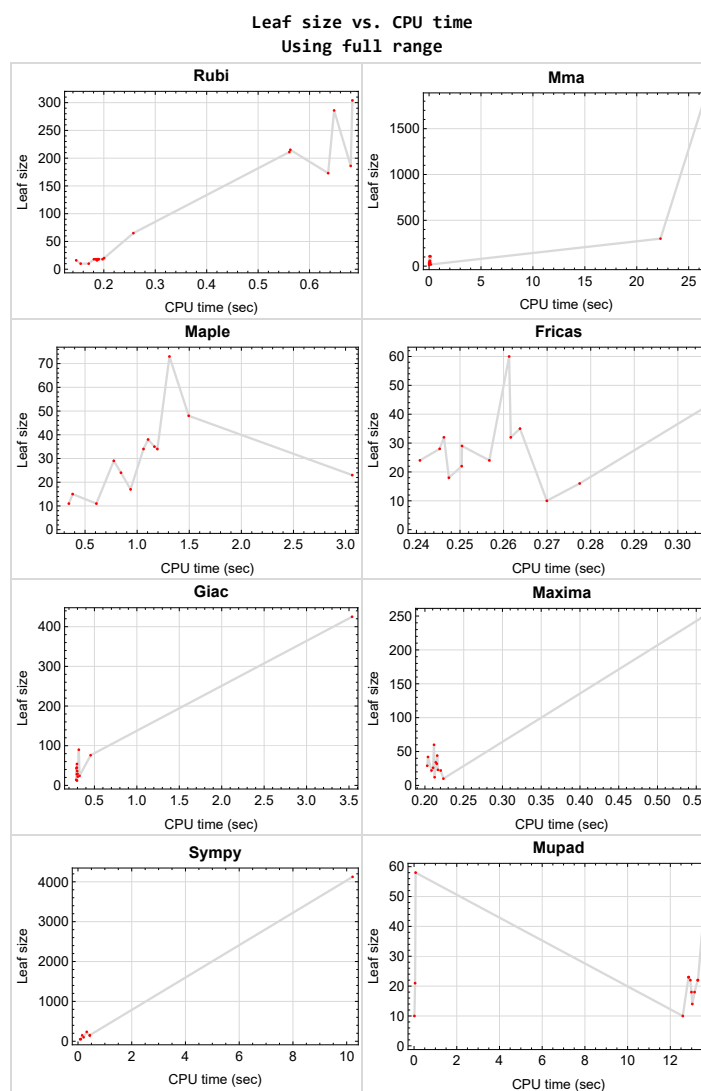 Leaf size vs. CPU time
Using full range
Rubi
Leaf size
300
250
200
150
100
50
0
0.2 0.3 0.4 0.5 0.6
CPU time (sec)
Mma
Leaf size
1500
1000
500
0
0 5 10 15 20 25
CPU time (sec)
Maple
Leaf size
70
60
50
40
30
20
10
0
0.5 1.0 1.5 2.0 2.5 3.0
CPU time (sec)
Fricas
Leaf size
60
50
40
30
20
10
0
0.24 0.25 0.26 0.27 0.28 0.29 0.30
CPU time (sec)
Giac
Leaf size
400
300
200
100
0
0.5 1.0 1.5 2.0 2.5 3.0 3.5
CPU time (sec)
Maxima
Leaf size
250
200
150
100
50
0
0.20 0.25 0.30 0.35 0.40 0.45 0.50 0.5
CPU time (sec)
Sympy
Leaf size
4000
3000
2000
1000
0
0 2 4 6 8 10
CPU time (sec)
Mupad
Leaf size
60
50
40
30
20
10
0
0 2 4 6 8 10 12
CPU time (sec)